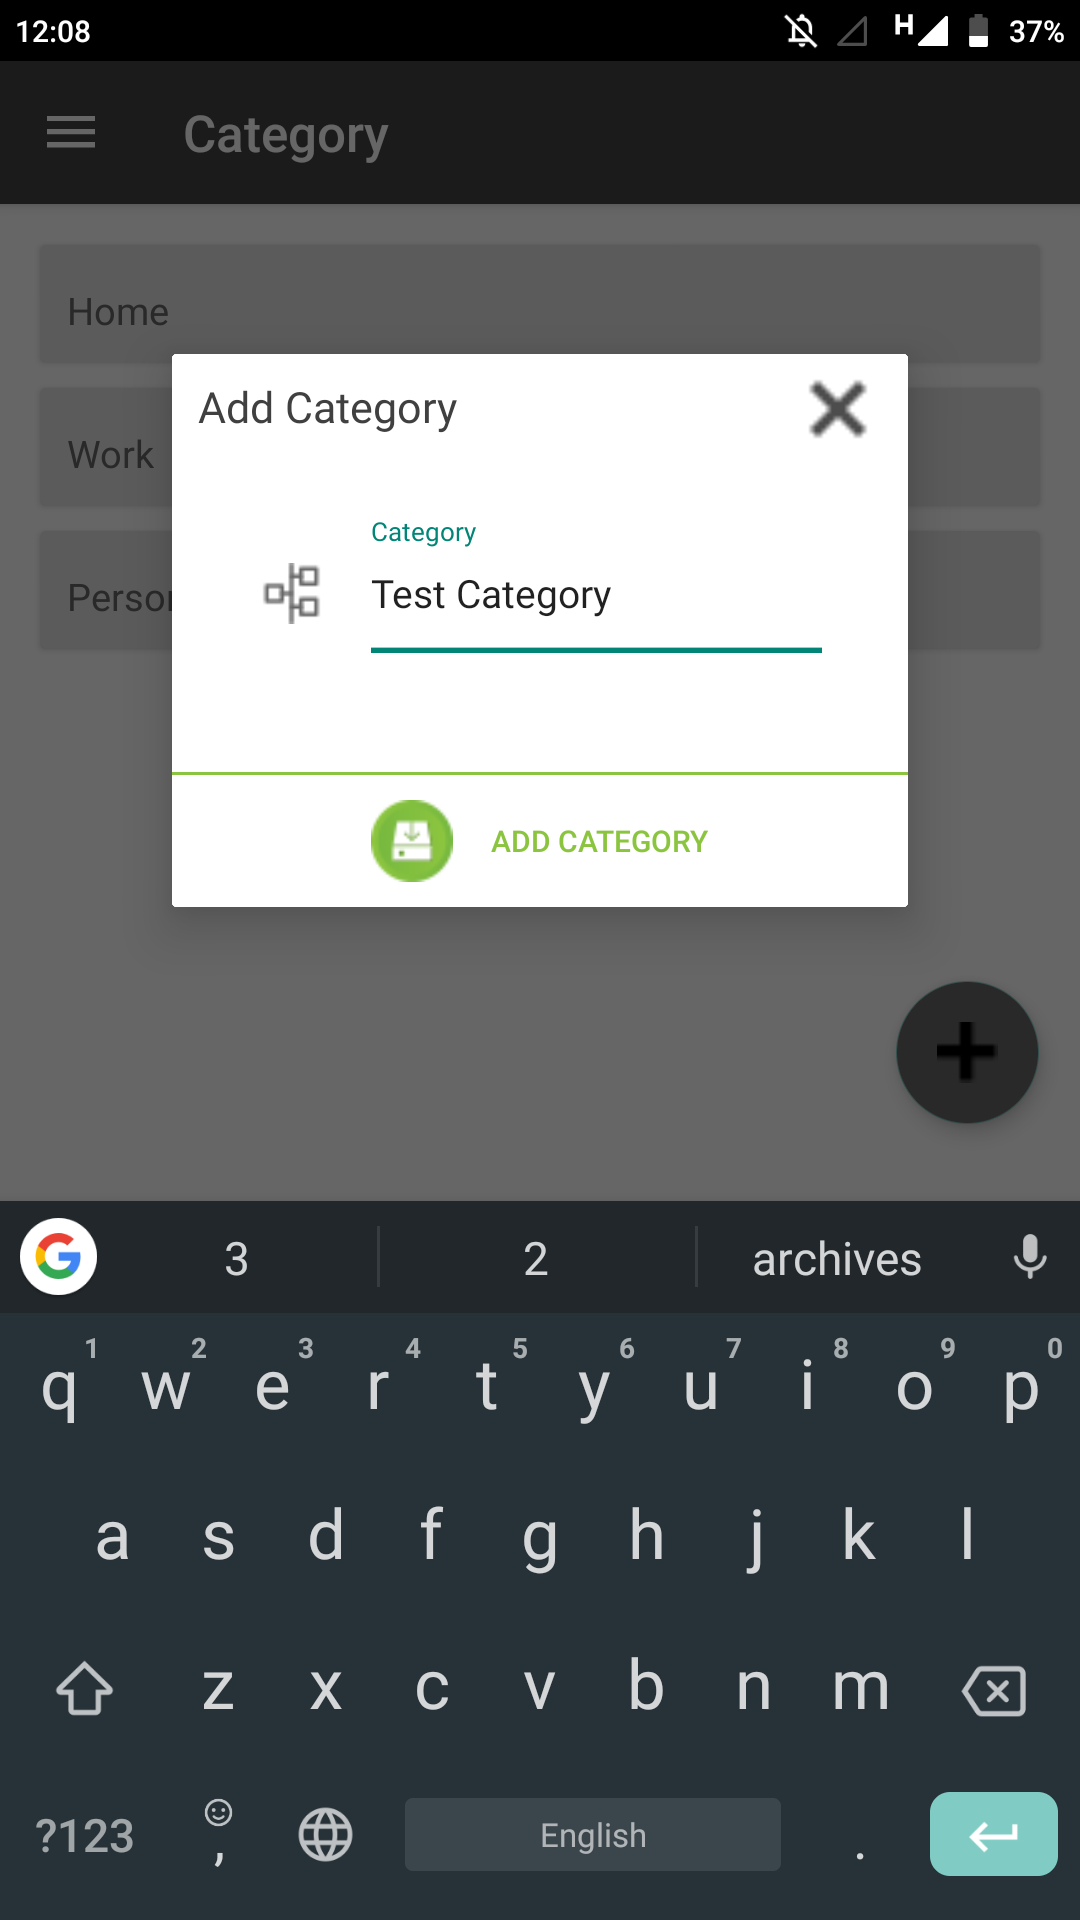 12:08 H 37%
Category
Home
Add Category
Work
Category
Test Category
ADD CATEGORY
3 2 archives
1 2 3 4 5 6 7 8 9 0
q w e r t y u i o p
a s d f g h j k l
z x c v b n m
?123 , English .